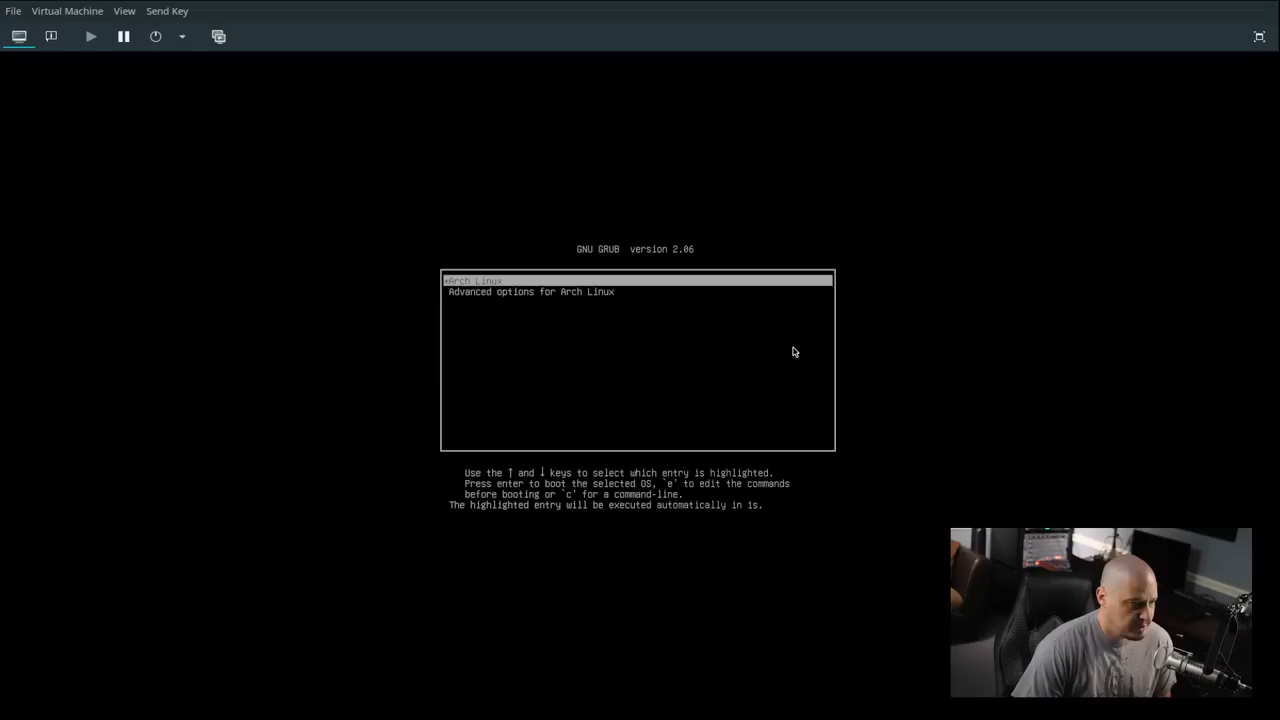 File Virtual Machine View Send Key
GNU GRUB version 2.06
*Arch Linux
Advanced options for Arch Linux
Use the ↑ and ↓ keys to select which entry is highlighted.
Press enter to boot the selected OS, `e' to edit the commands
before booting or `c' for a command-line.
The highlighted entry will be executed automatically in 1s.